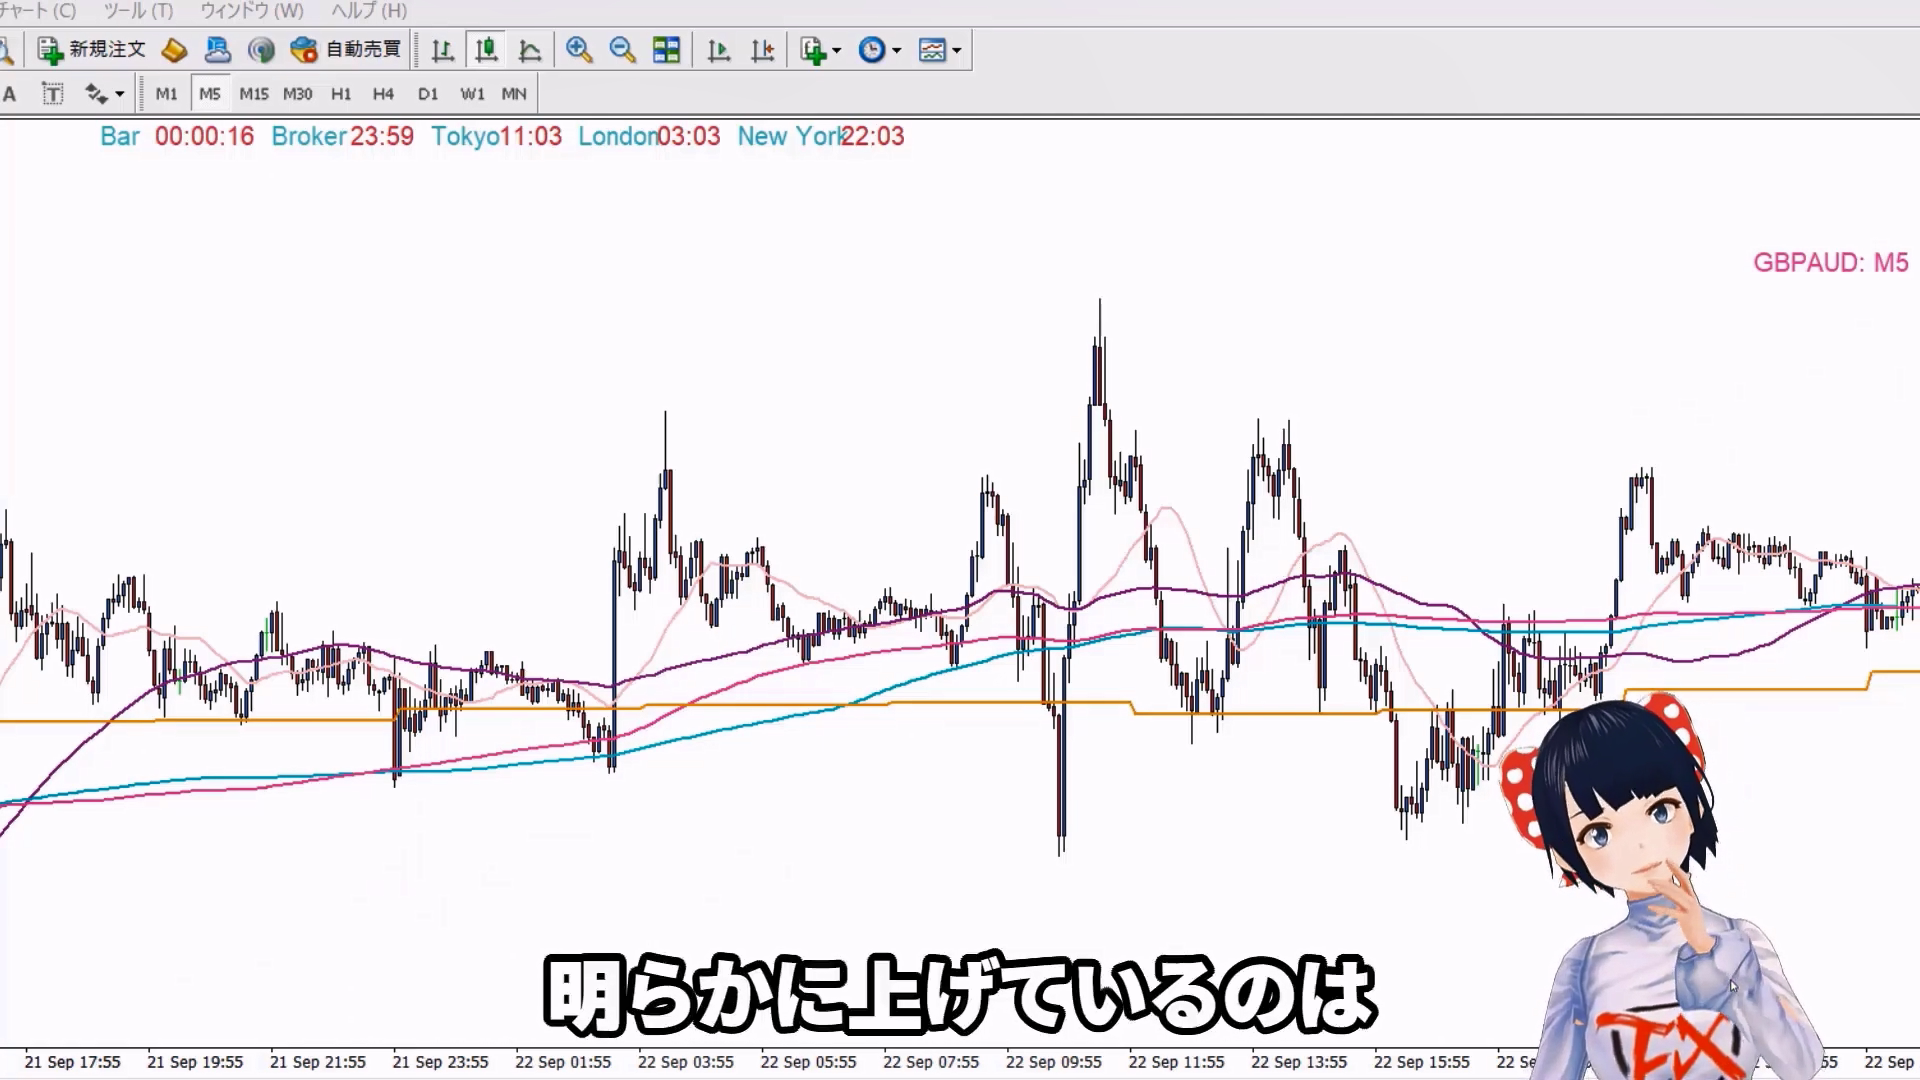 チャート (C) ツール (T) ウィンドウ (W) ヘルプ (H)
新規注文 自動売買
A T M1 M5 M15 M30 H1 H4 D1 W1 MN
Bar 00:00:16 Broker 23:59 Tokyo 11:03 London 03:03 New York 22:03
GBPAUD: M5
明らかに上げているのは
21 Sep 17:55 21 Sep 19:55 21 Sep 21:55 21 Sep 23:55 22 Sep 01:55 22 Sep 03:55 22 Sep 05:55 22 Sep 07:55 22 Sep 09:55 22 Sep 11:55 22 Sep 13:55 22 Sep 15:55 22 Se :55 22 Sep